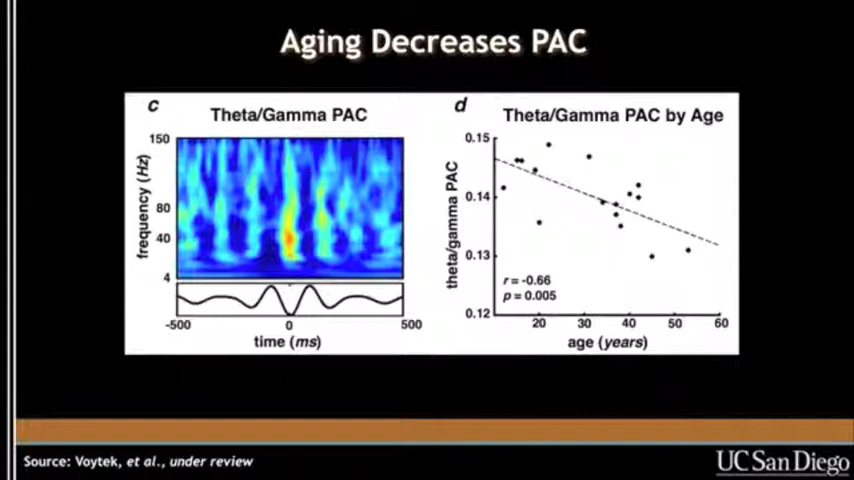 Aging Decreases PAC
c
Theta/Gamma PAC
150
80
40
4
frequency (Hz)
-500
0
500
time (ms)
d
Theta/Gamma PAC by Age
0.15
0.14
0.13
0.12
theta/gamma PAC
r = -0.66
p = 0.005
20
30
40
50
60
age (years)
Source: Voytek, et al., under review
UC San Diego